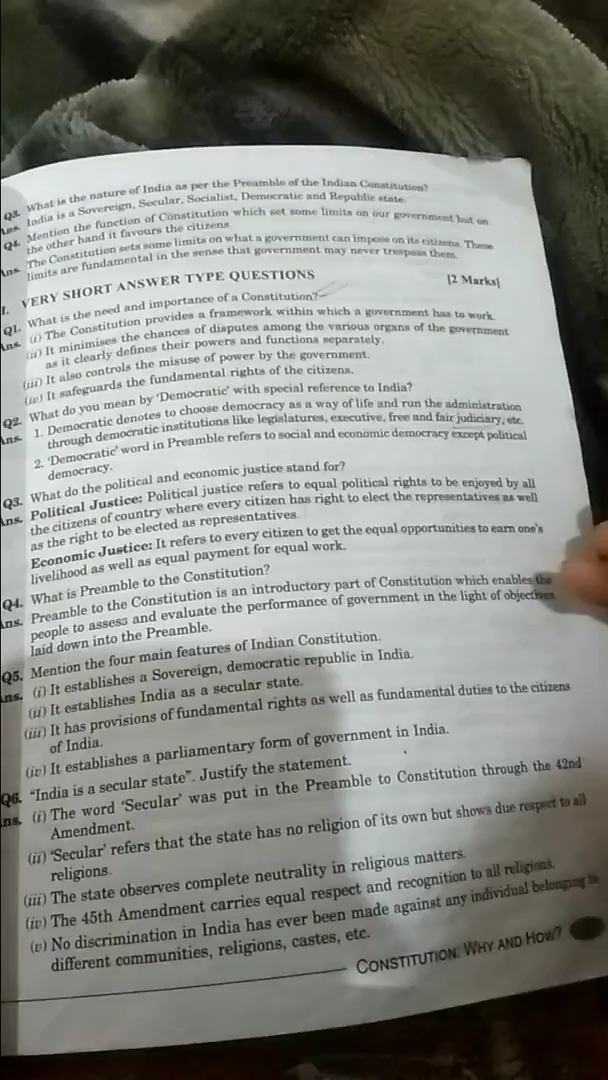 Q3. What is the nature of India as per the Preamble of the Indian Constitution?
Ans. India is a Sovereign, Secular, Socialist, Democratic and Republic state.
Q4. Mention the function of Constitution which set some limits on our government but on
the other hand it favours the citizens.
Ans. The Constitution sets some limits on what a government can impose on its citizens. These
limits are fundamental in the sense that government may never trespass them.
I. VERY SHORT ANSWER TYPE QUESTIONS [2 Marks]
Q1. What is the need and importance of a Constitution?
Ans. (i) The Constitution provides a framework within which a government has to work.
(ii) It minimises the chances of disputes among the various organs of the government
as it clearly defines their powers and functions separately.
(iii) It also controls the misuse of power by the government.
(iv) It safeguards the fundamental rights of the citizens.
Q2. What do you mean by 'Democratic' with special reference to India?
Ans. 1. Democratic denotes to choose democracy as a way of life and run the administration
through democratic institutions like legislatures, executive, free and fair judiciary, etc.
2. 'Democratic' word in Preamble refers to social and economic democracy except political
democracy.
Q3. What do the political and economic justice stand for?
Ans. Political Justice: Political justice refers to equal political rights to be enjoyed by all
the citizens of country where every citizen has right to elect the representatives as well
as the right to be elected as representatives.
Economic Justice: It refers to every citizen to get the equal opportunities to earn one's
livelihood as well as equal payment for equal work.
Q4. What is Preamble to the Constitution?
Ans. Preamble to the Constitution is an introductory part of Constitution which enables the
people to assess and evaluate the performance of government in the light of objectives
laid down into the Preamble.
Q5. Mention the four main features of Indian Constitution.
Ans. (i) It establishes a Sovereign, democratic republic in India.
(ii) It establishes India as a secular state.
(iii) It has provisions of fundamental rights as well as fundamental duties to the citizens
of India.
(iv) It establishes a parliamentary form of government in India.
Q6. "India is a secular state". Justify the statement.
Ans. (i) The word 'Secular' was put in the Preamble to Constitution through the 42nd
Amendment.
(ii) 'Secular' refers that the state has no religion of its own but shows due respect to all
religions.
(iii) The state observes complete neutrality in religious matters.
(iv) The 45th Amendment carries equal respect and recognition to all religions.
(v) No discrimination in India has ever been made against any individual belonging to
different communities, religions, castes, etc.
CONSTITUTION: WHY AND HOW?